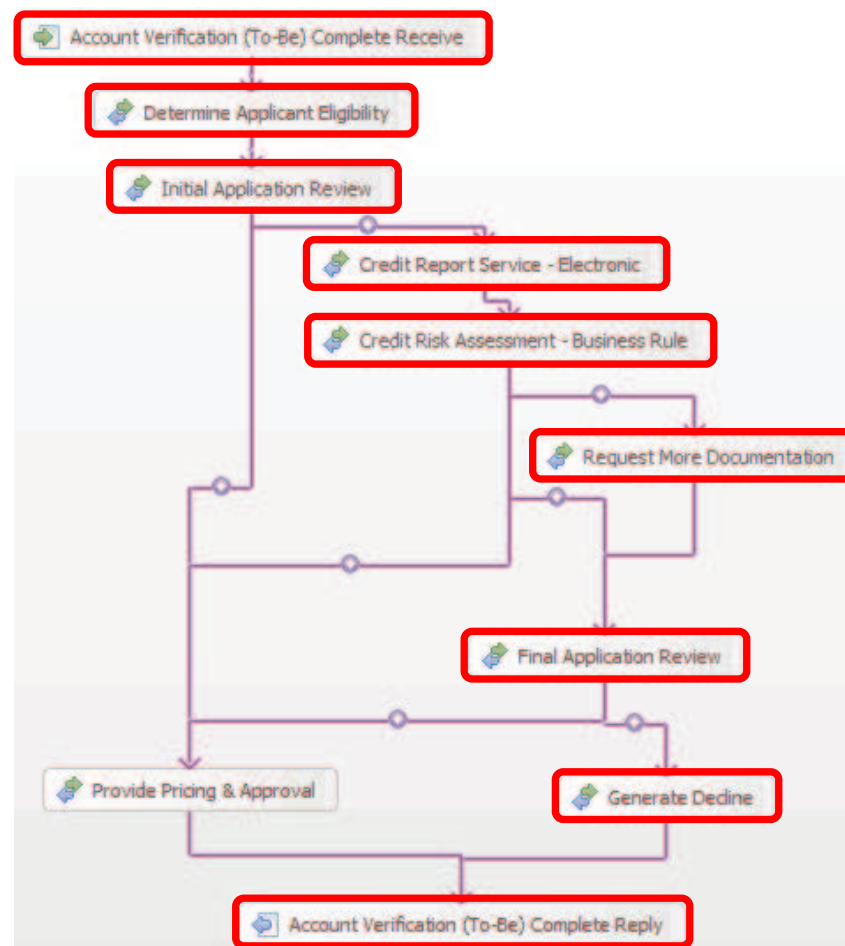 Account Verification (To-Be) Complete Receive
Determine Applicant Eligibility
Initial Application Review
Credit Report Service - Electronic
Credit Risk Assessment - Business Rule
Request More Documentation
Final Application Review
Provide Pricing & Approval
Generate Decline
Account Verification (To-Be) Complete Reply